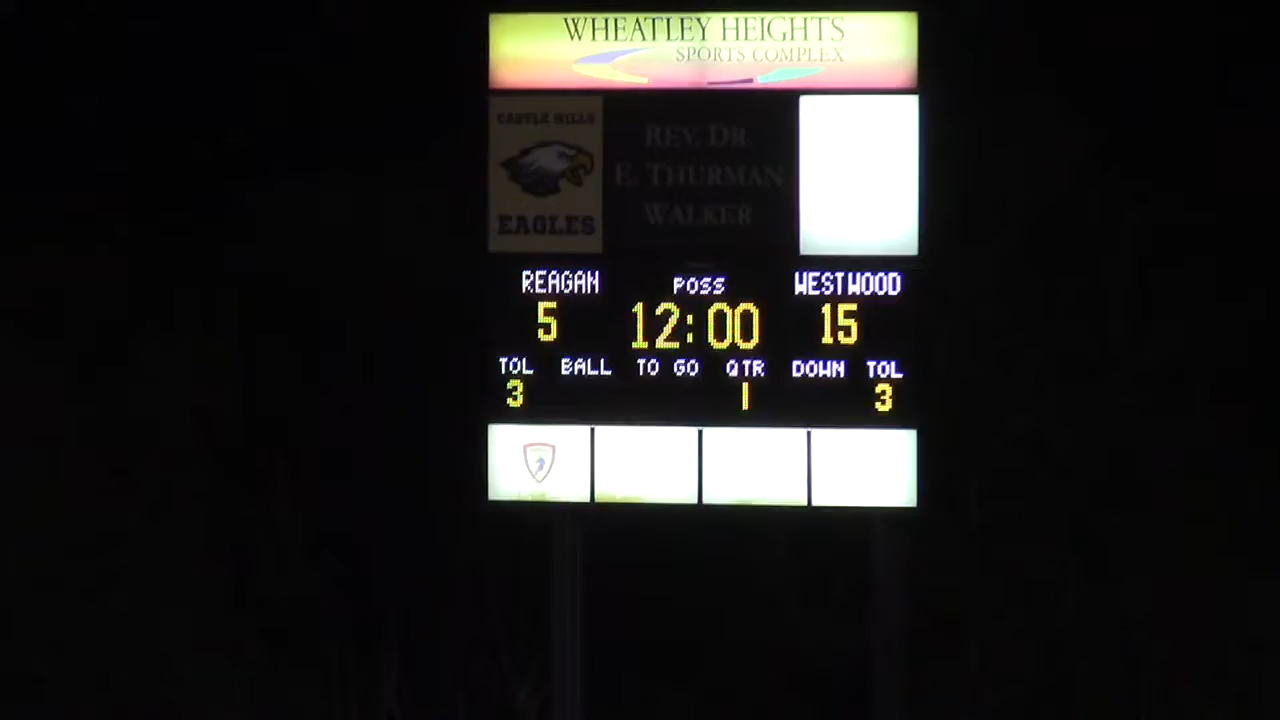 WHEATLEY HEIGHTS
SPORTS COMPLEX
CASTLE HILLS
EAGLES
REV. DR.
E. THURMAN
WALKER
REAGAN POSS WESTWOOD
5 12:00 15
TOL BALL TO GO QTR DOWN TOL
3 1 3